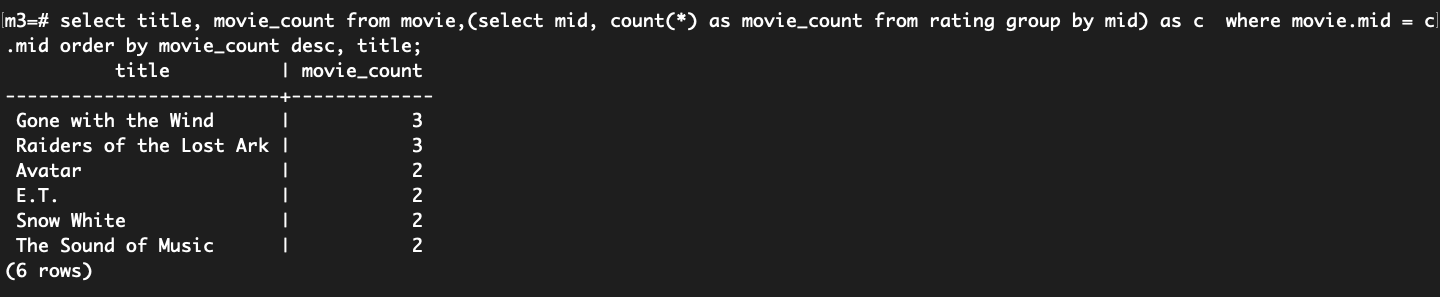 m3=# select title, movie_count from movie,(select mid, count(*) as movie_count from rating group by mid) as c  where movie.mid = c
.mid order by movie_count desc, title;
          title          | movie_count
-------------------------+-------------
 Gone with the Wind      |           3
 Raiders of the Lost Ark |           3
 Avatar                  |           2
 E.T.                    |           2
 Snow White              |           2
 The Sound of Music      |           2
(6 rows)